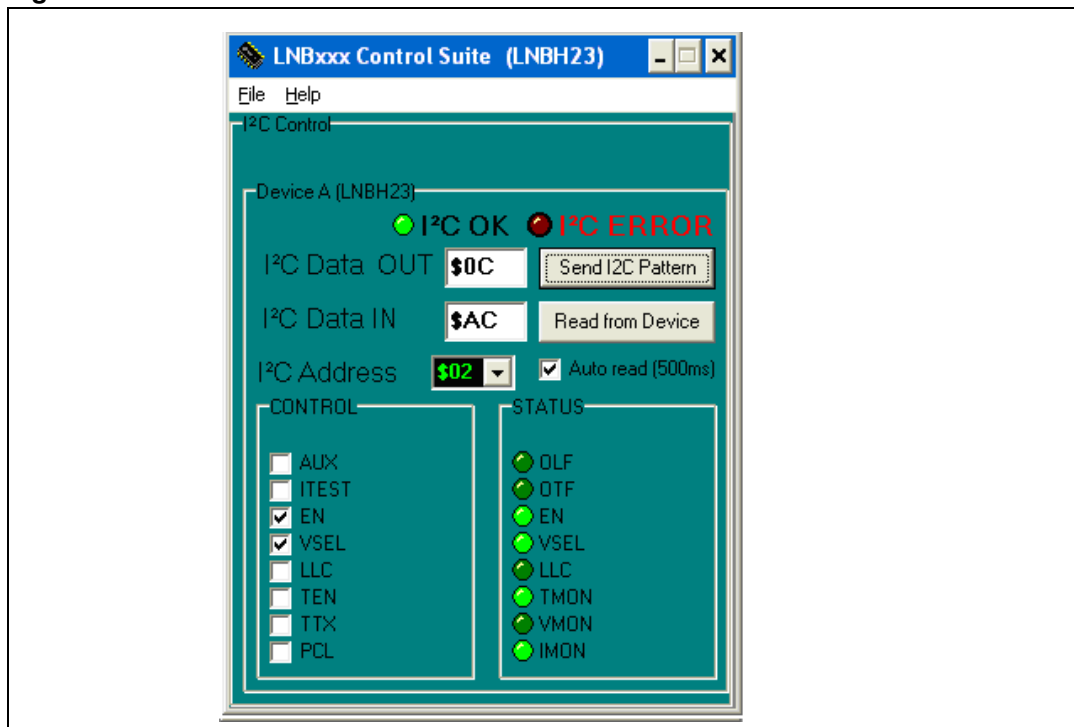 LNBxxx Control Suite (LNBH23)
File Help
I²C Control
Device A (LNBH23)
I²C OK I²C ERROR
I²C Data OUT $0C Send I2C Pattern
I²C Data IN $AC Read from Device
I²C Address $02 Auto read (500ms)
CONTROL STATUS
AUX OLF
ITEST OTF
EN EN
VSEL VSEL
LLC LLC
TEN TMON
TTX VMON
PCL IMON